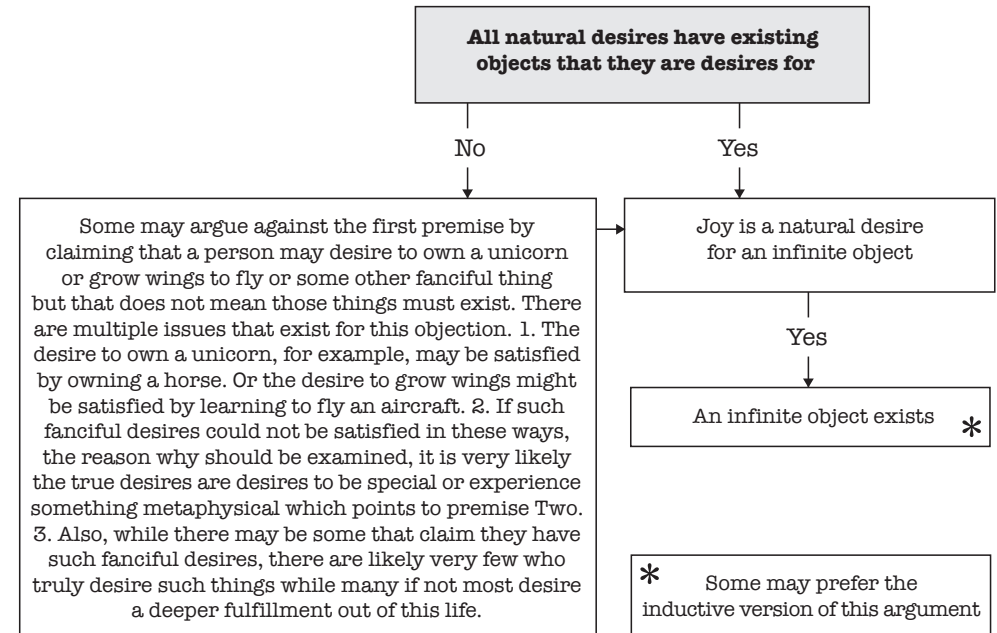 All natural desires have existing
objects that they are desires for
No
Yes
Some may argue against the first premise by
claiming that a person may desire to own a unicorn
or grow wings to fly or some other fanciful thing
but that does not mean those things must exist. There
are multiple issues that exist for this objection. 1. The
desire to own a unicorn, for example, may be satisfied
by owning a horse. Or the desire to grow wings might
be satisfied by learning to fly an aircraft. 2. If such
fanciful desires could not be satisfied in these ways,
the reason why should be examined, it is very likely
the true desires are desires to be special or experience
something metaphysical which points to premise Two.
3. Also, while there may be some that claim they have
such fanciful desires, there are likely very few who
truly desire such things while many if not most desire
a deeper fulfillment out of this life.
Joy is a natural desire
for an infinite object
Yes
An infinite object exists *
* Some may prefer the
inductive version of this argument